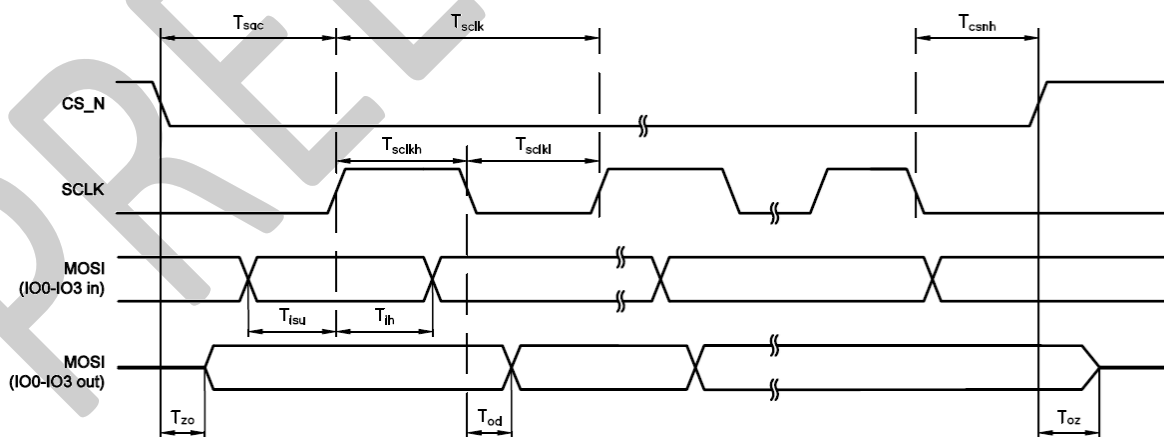 PREL
Tsac
Tsclk
Tcsnh
CS_N
Tsclkh
Tsclkl
SCLK
MOSI
(IO0-IO3 in)
Tisu
Tih
MOSI
(IO0-IO3 out)
Tzo
Tod
Toz